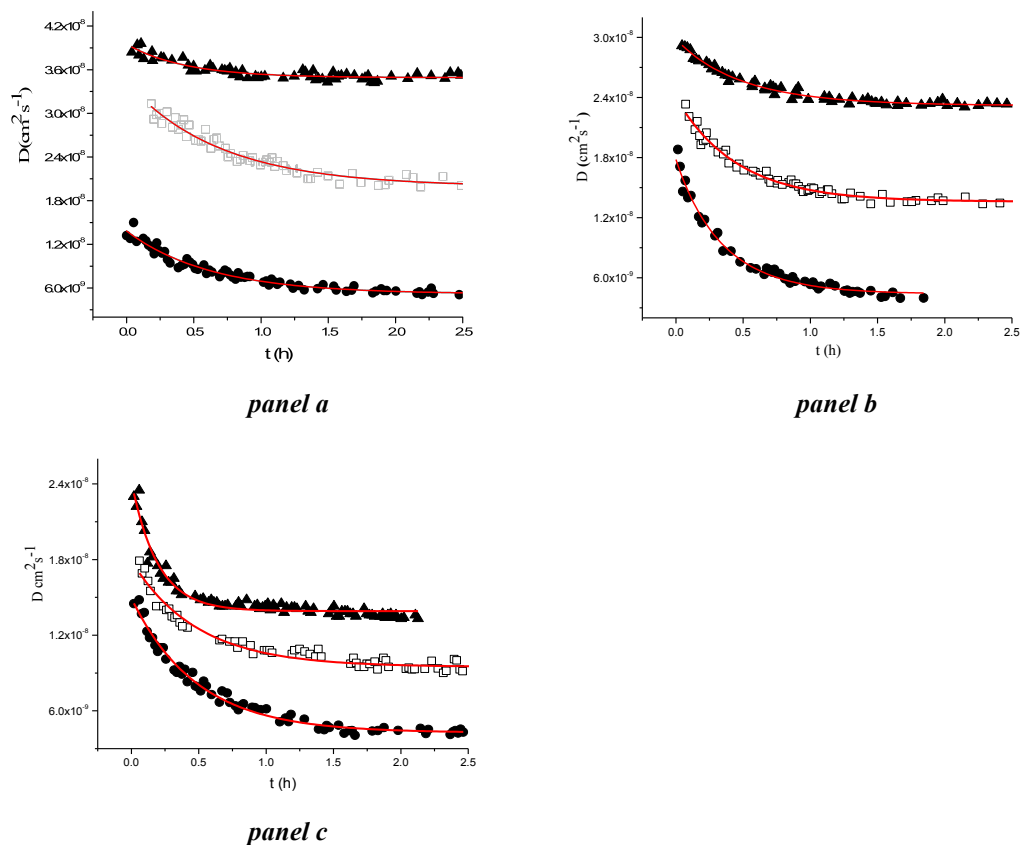 4.2x10⁻⁸
3.6x10⁻⁸
3.0x10⁻⁸
2.4x10⁻⁸
1.8x10⁻⁸
1.2x10⁻⁸
6.0x10⁻⁹
D(cm²s⁻¹)
0.0 0.5 1.0 1.5 2.0 2.5
t (h)
panel a
3.0x10⁻⁸
2.4x10⁻⁸
1.8x10⁻⁸
1.2x10⁻⁸
6.0x10⁻⁹
D (cm²s⁻¹)
0.0 0.5 1.0 1.5 2.0 2.5
t (h)
panel b
2.4x10⁻⁸
1.8x10⁻⁸
1.2x10⁻⁸
6.0x10⁻⁹
D cm²s⁻¹
0.0 0.5 1.0 1.5 2.0 2.5
t (h)
panel c